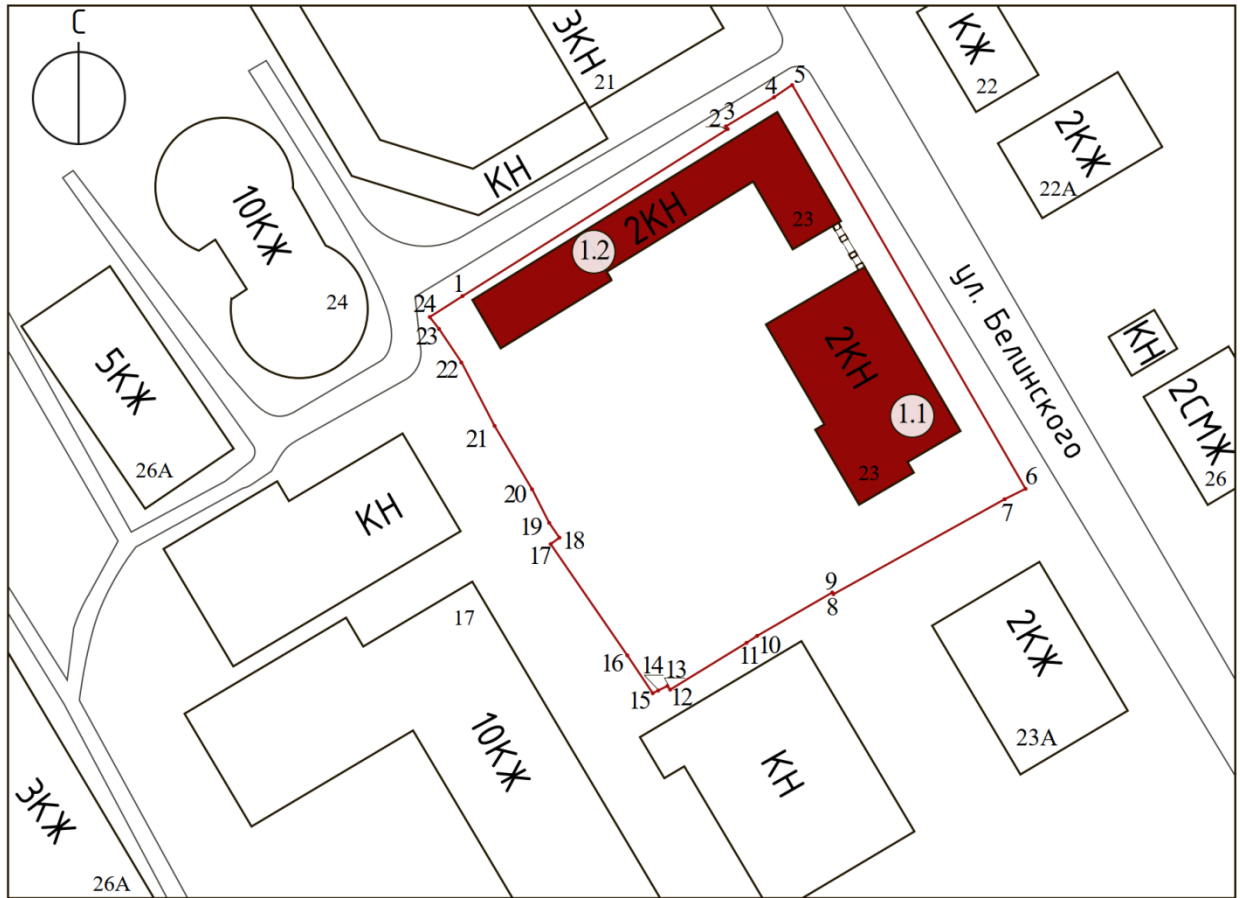 С
3КН
21
КЖ
22
2КЖ
22А
5
4
3
2
КН
10КЖ
24
2КН
23
1.2
1
24
23
22
5КЖ
26А
21
КН
20
19
18
17
2КН
1.1
23
ул. Белинского
КН
2СМЖ
26
6
7
9
8
10
11
14
13
12
16
15
17
10КЖ
2КЖ
23А
КН
3КЖ
26А